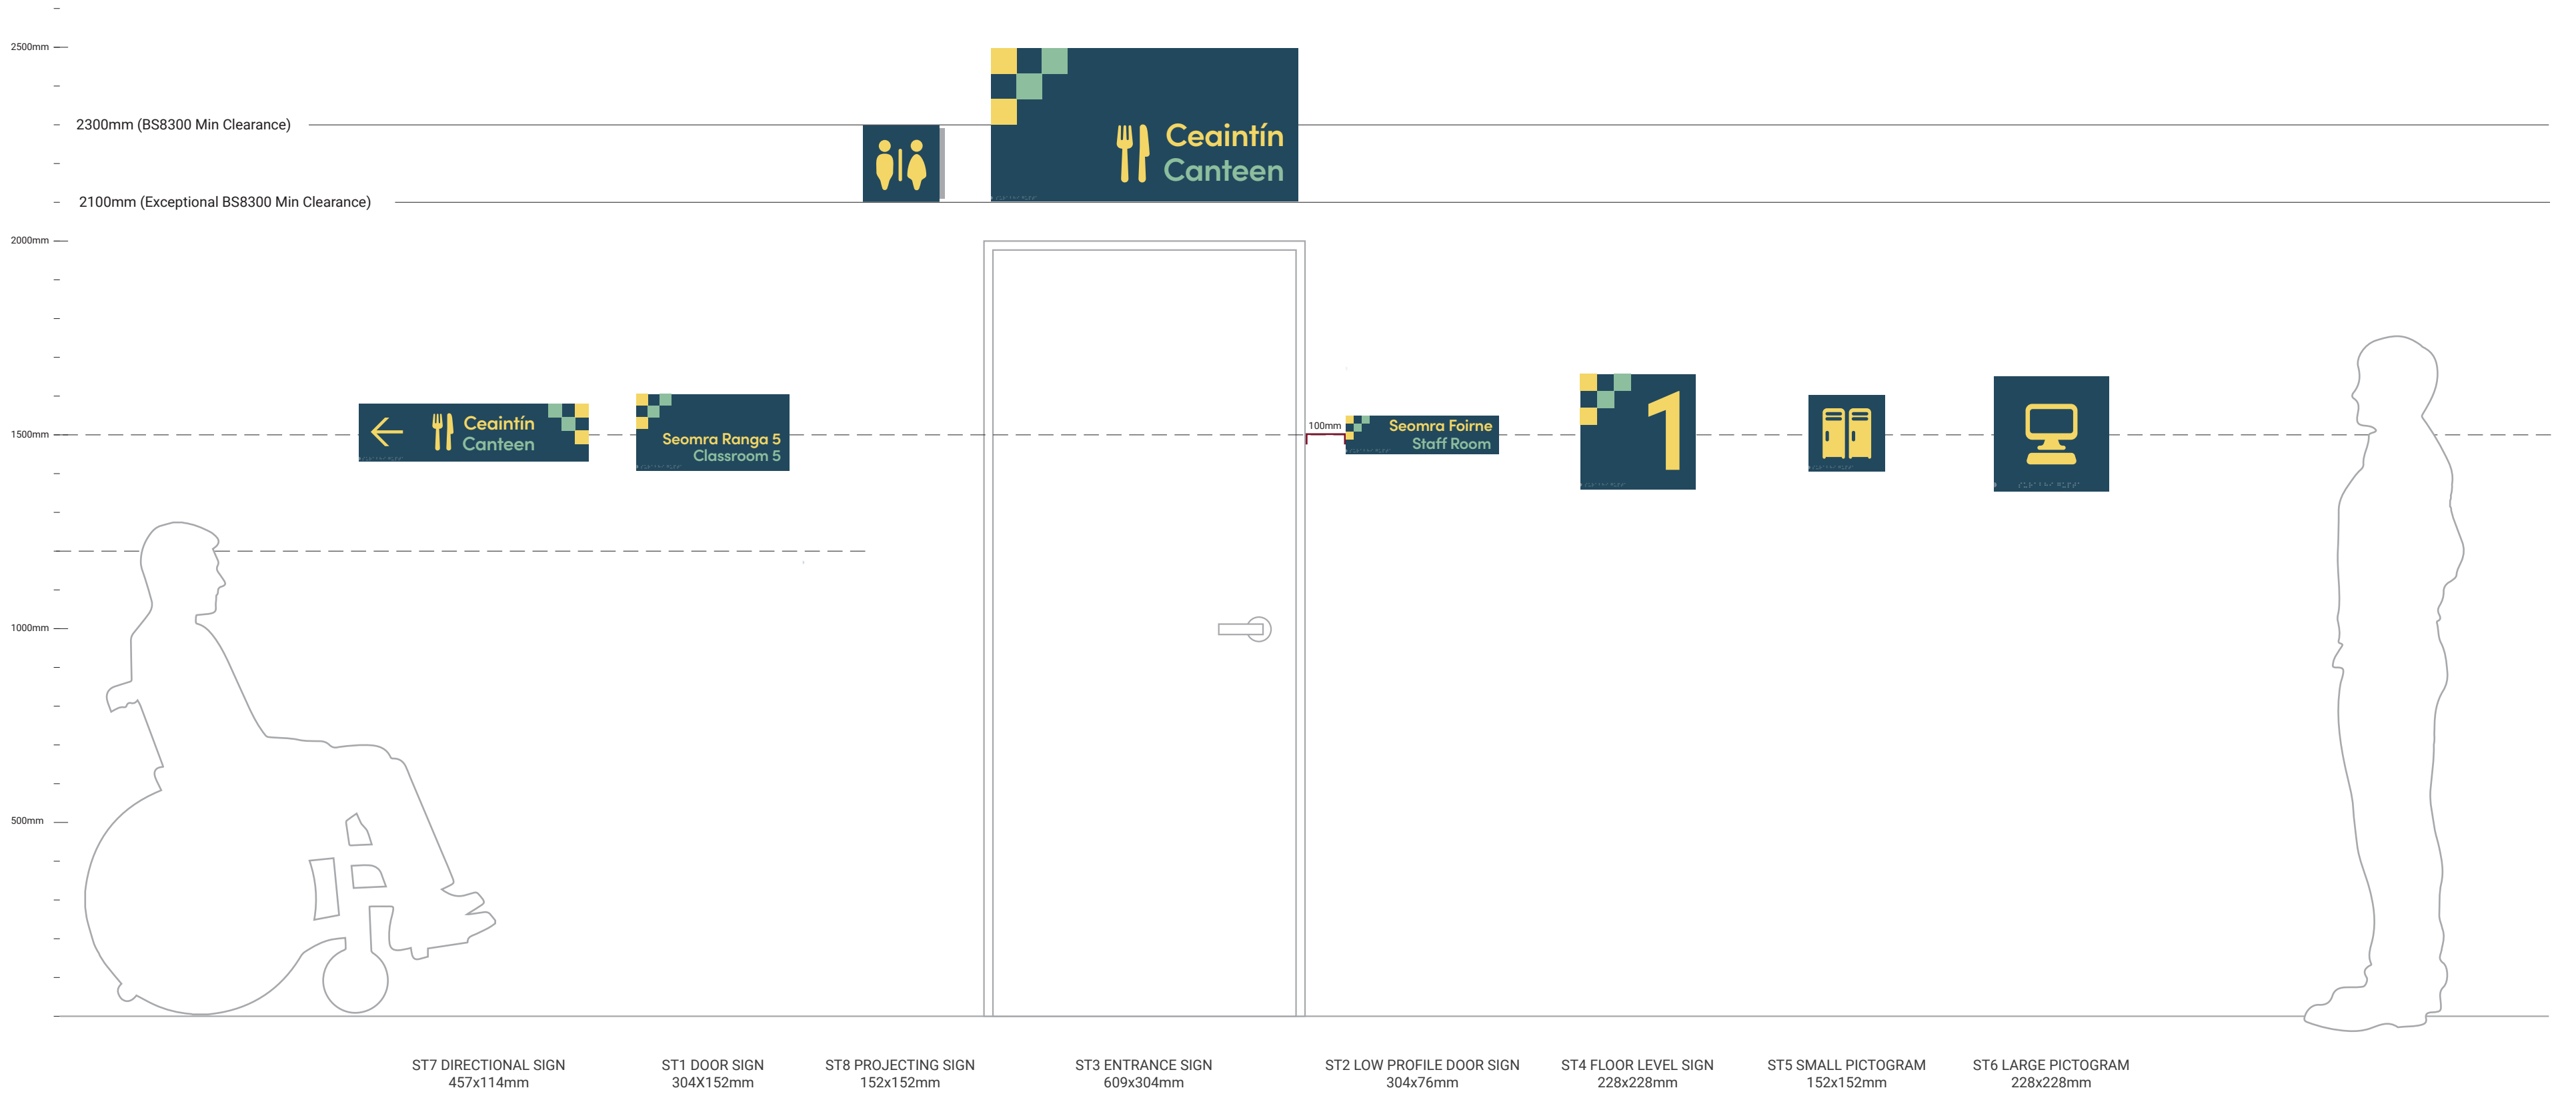 2500mm
2300mm (BS8300 Min Clearance)
Ceaintín
Canteen
2100mm (Exceptional BS8300 Min Clearance)
2000mm
1500mm
Ceaintín
Canteen
Seomra Ranga 5
Classroom 5
100mm
Seomra Foirne
Staff Room
1
1000mm
500mm
ST7 DIRECTIONAL SIGN
457x114mm
ST1 DOOR SIGN
304X152mm
ST8 PROJECTING SIGN
152x152mm
ST3 ENTRANCE SIGN
609x304mm
ST2 LOW PROFILE DOOR SIGN
304x76mm
ST4 FLOOR LEVEL SIGN
228x228mm
ST5 SMALL PICTOGRAM
152x152mm
ST6 LARGE PICTOGRAM
228x228mm